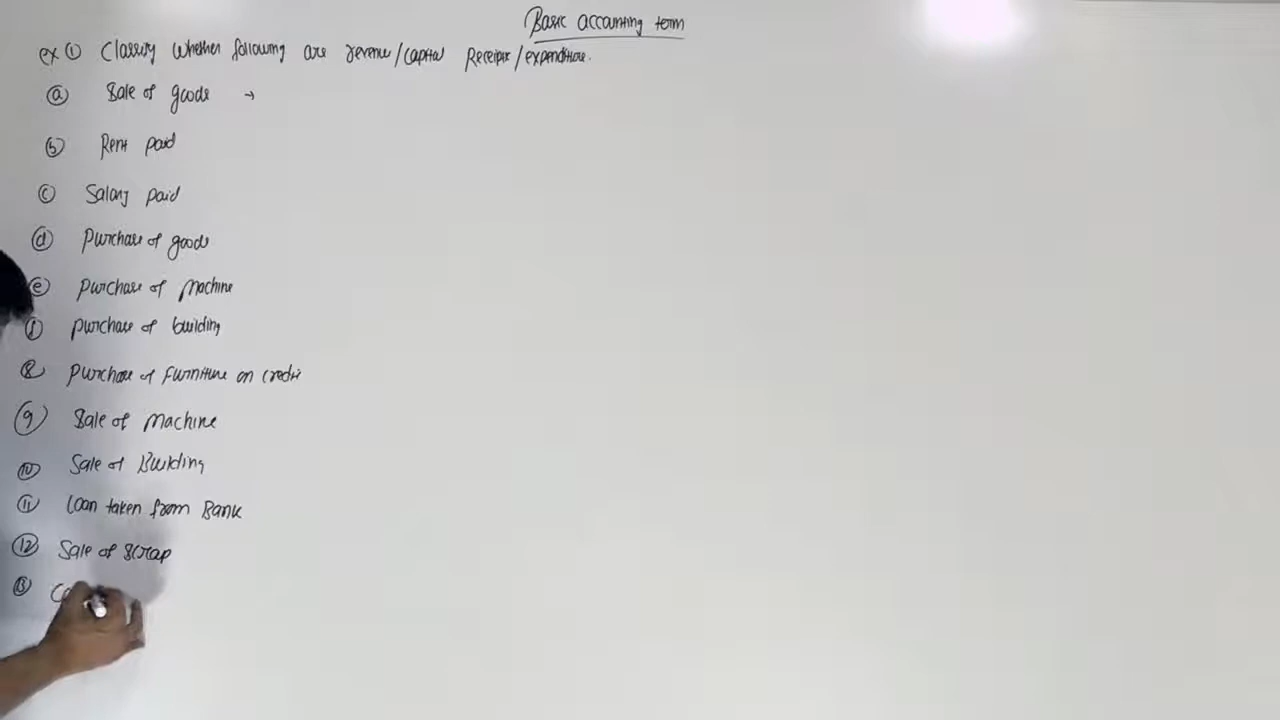 Basic accounting term
ex ① Classify whether following are revenue/capital Receipt/expenditure.
ⓐ Sale of goods →
ⓑ Rent paid
ⓒ Salary paid
ⓓ Purchase of goods
ⓔ purchase of Machine
ⓕ purchase of building
⑧ purchase of furniture on credit
⑨ Sale of Machine
⑩ Sale of Building
⑪ Loan taken from Bank
⑫ Sale of scrap
⑬